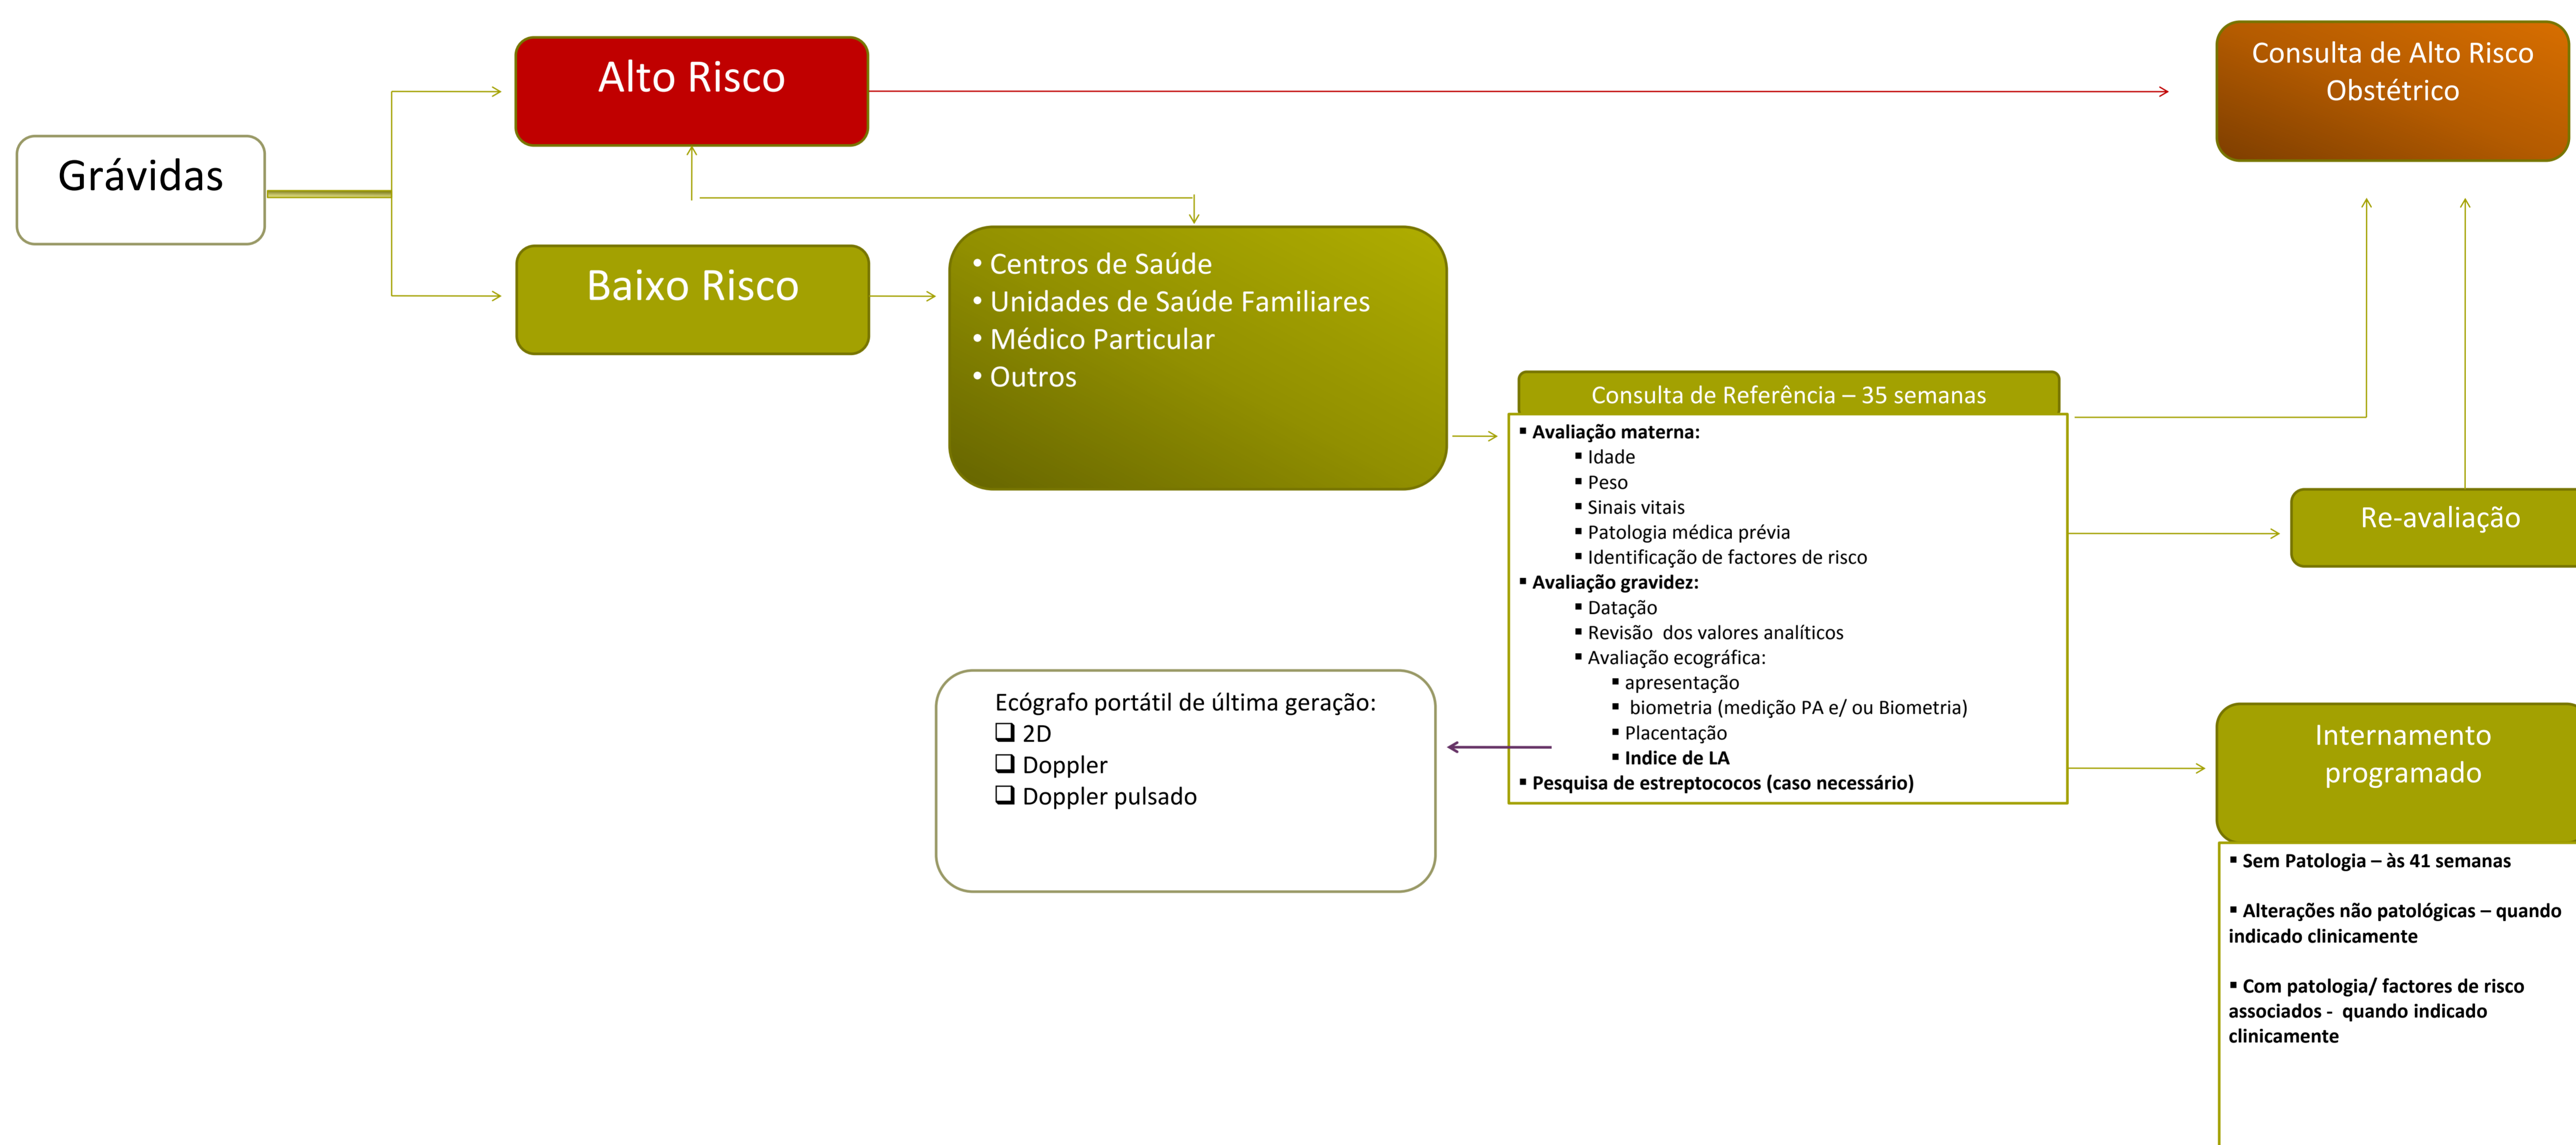 Alto Risco
Consulta de Alto Risco
Obstétrico
Grávidas
Baixo Risco
• Centros de Saúde
• Unidades de Saúde Familiares
• Médico Particular
• Outros
Consulta de Referência – 35 semanas
▪ Avaliação materna:
▪ Idade
▪ Peso
▪ Sinais vitais
▪ Patologia médica prévia
▪ Identificação de factores de risco
▪ Avaliação gravidez:
▪ Datação
▪ Revisão dos valores analíticos
▪ Avaliação ecográfica:
▪ apresentação
▪ biometria (medição PA e/ ou Biometria)
▪ Placentação
▪ Indice de LA
▪ Pesquisa de estreptococos (caso necessário)
Re-avaliação
Ecógrafo portátil de última geração:
❑ 2D
❑ Doppler
❑ Doppler pulsado
Internamento
programado
▪ Sem Patologia – às 41 semanas
▪ Alterações não patológicas – quando
indicado clinicamente
▪ Com patologia/ factores de risco
associados - quando indicado
clinicamente